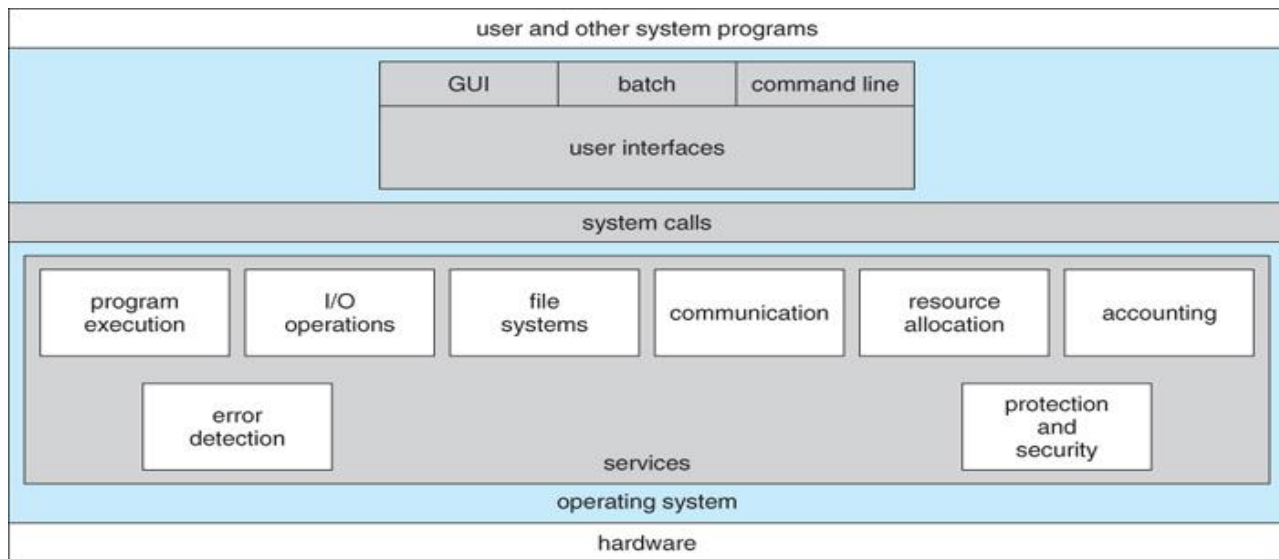 user and other system programs
GUI
batch
command line
user interfaces
system calls
program
execution
I/O
operations
file
systems
communication
resource
allocation
accounting
error
detection
protection
and
security
services
operating system
hardware